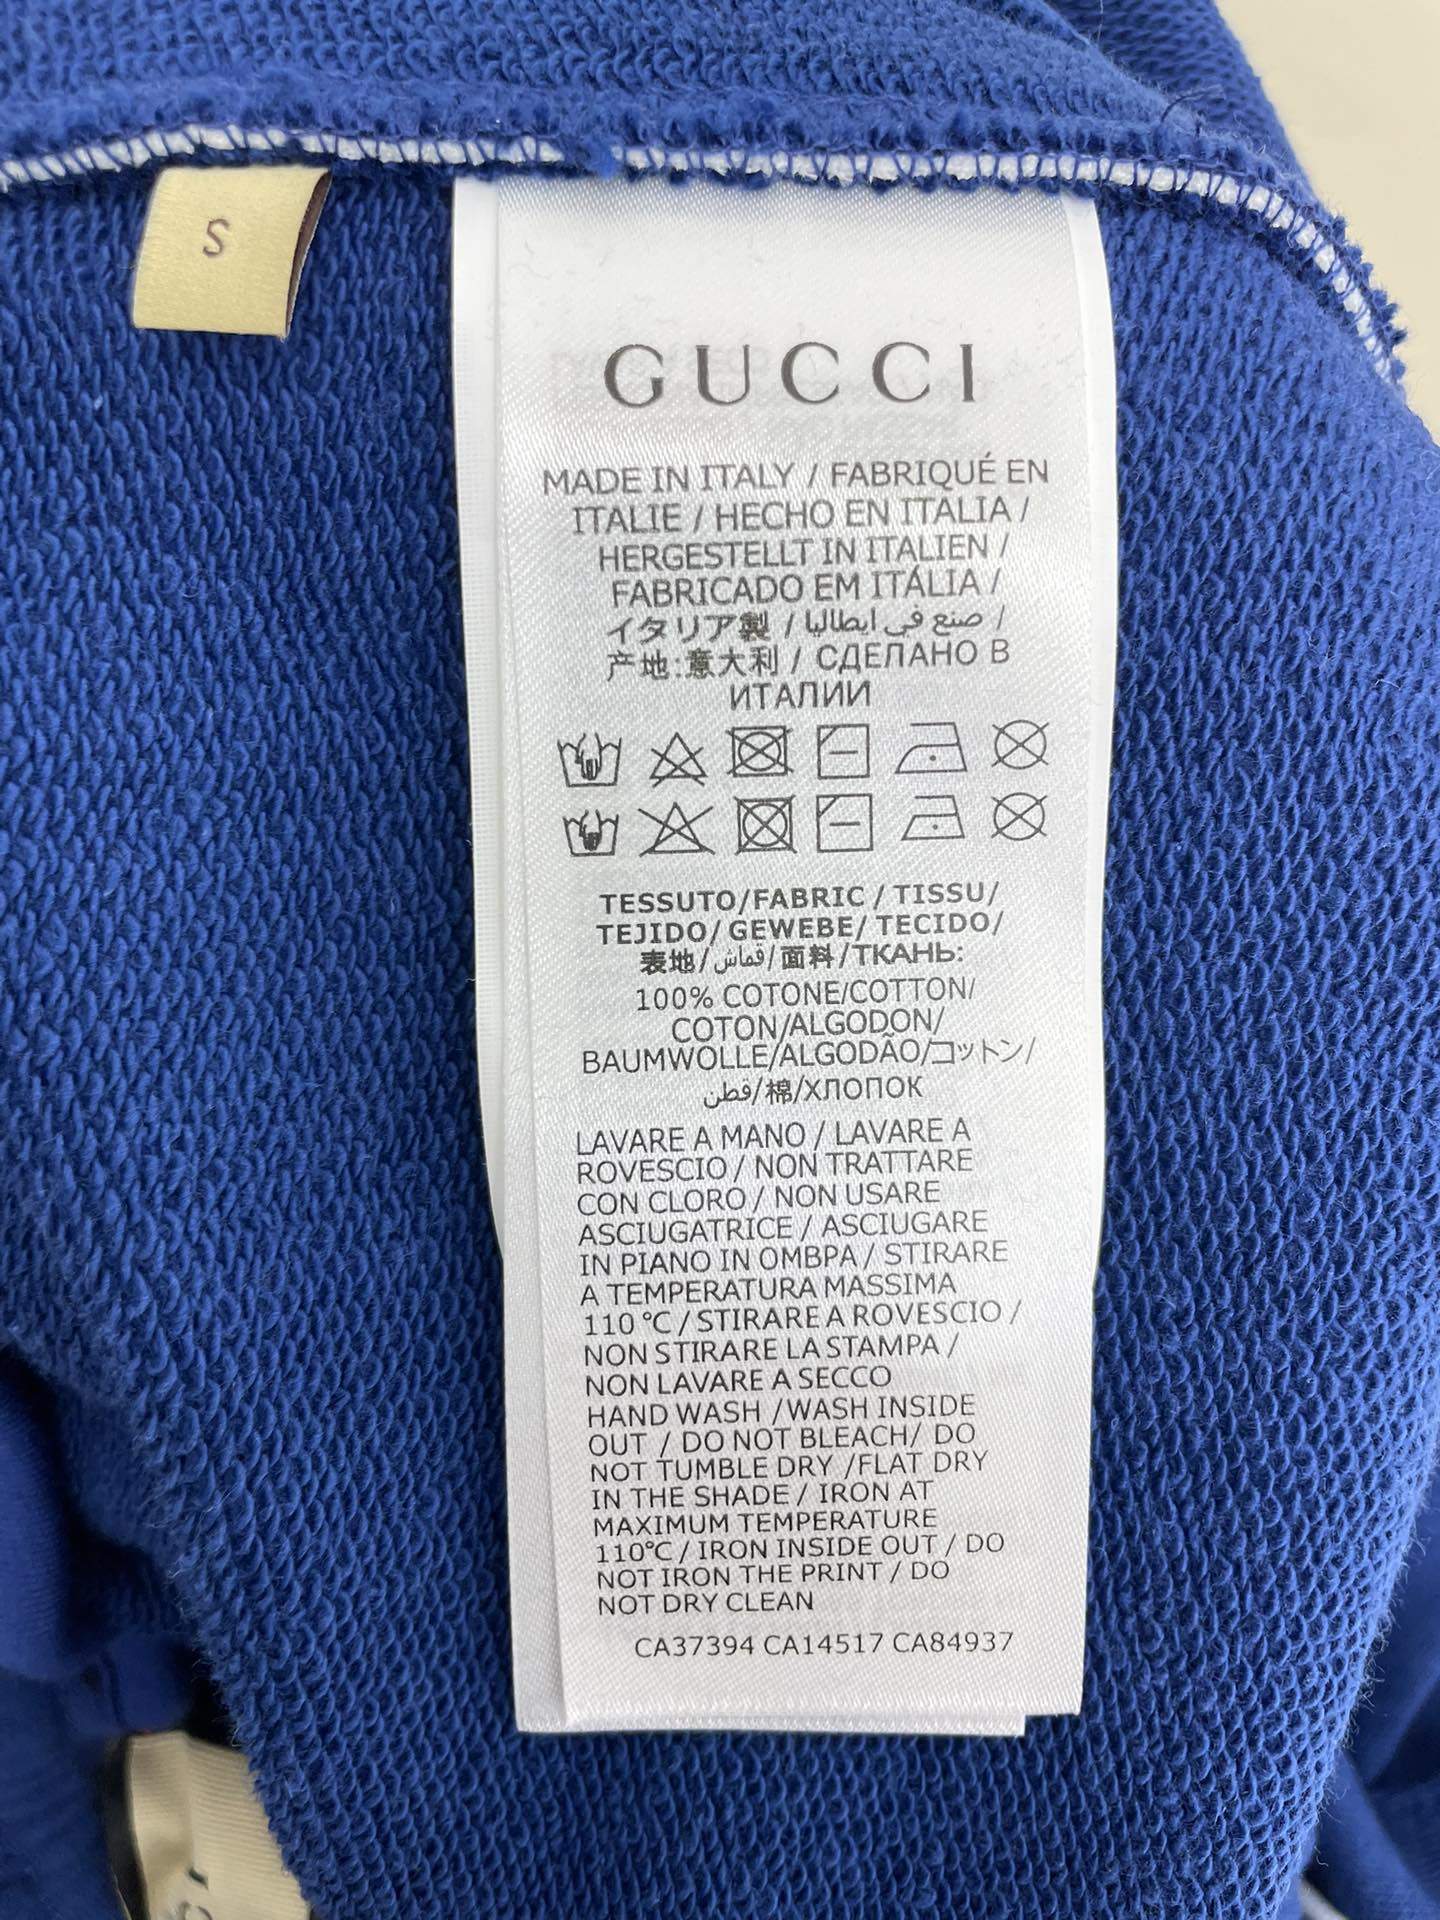 S
GUCCI
MADE IN ITALY / FABRIQUÉ EN
ITALIE / HECHO EN ITALIA /
HERGESTELLT IN ITALIEN /
FABRICADO EM ITÁLIA /
イタリア製 / صنع في ايطاليا /
产地:意大利 / СДЕЛАНО В
ИТАЛИИ
TESSUTO/FABRIC / TISSU/
TEJIDO/ GEWEBE/ TECIDO/
表地/قماش/面料/ТКАНЬ:
100% COTONE/COTTON/
COTON/ALGODON/
BAUMWOLLE/ALGODÃO/コットン/
قطن/棉/ХЛОПОК
LAVARE A MANO / LAVARE A
ROVESCIO / NON TRATTARE
CON CLORO / NON USARE
ASCIUGATRICE / ASCIUGARE
IN PIANO IN OMBPA / STIRARE
A TEMPERATURA MASSIMA
110 °C / STIRARE A ROVESCIO /
NON STIRARE LA STAMPA /
NON LAVARE A SECCO
HAND WASH /WASH INSIDE
OUT / DO NOT BLEACH/ DO
NOT TUMBLE DRY /FLAT DRY
IN THE SHADE / IRON AT
MAXIMUM TEMPERATURE
110°C / IRON INSIDE OUT / DO
NOT IRON THE PRINT / DO
NOT DRY CLEAN
CA37394 CA14517 CA84937